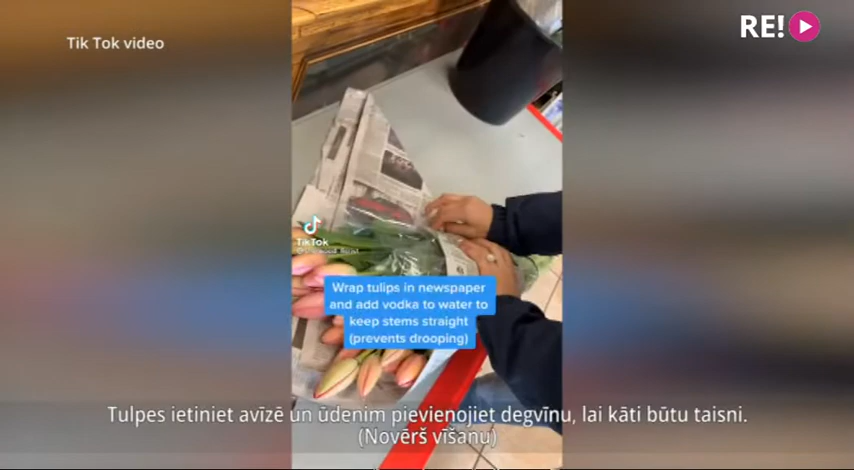 Tik Tok video
RE!
TikTok
Wrap tulips in newspaper
and add vodka to water to
keep stems straight
(prevents drooping)
Tulpes ietiniet avīzē un ūdenim pievienojiet degvīnu, lai kāti būtu taisni.
(Novērš vīšanu)